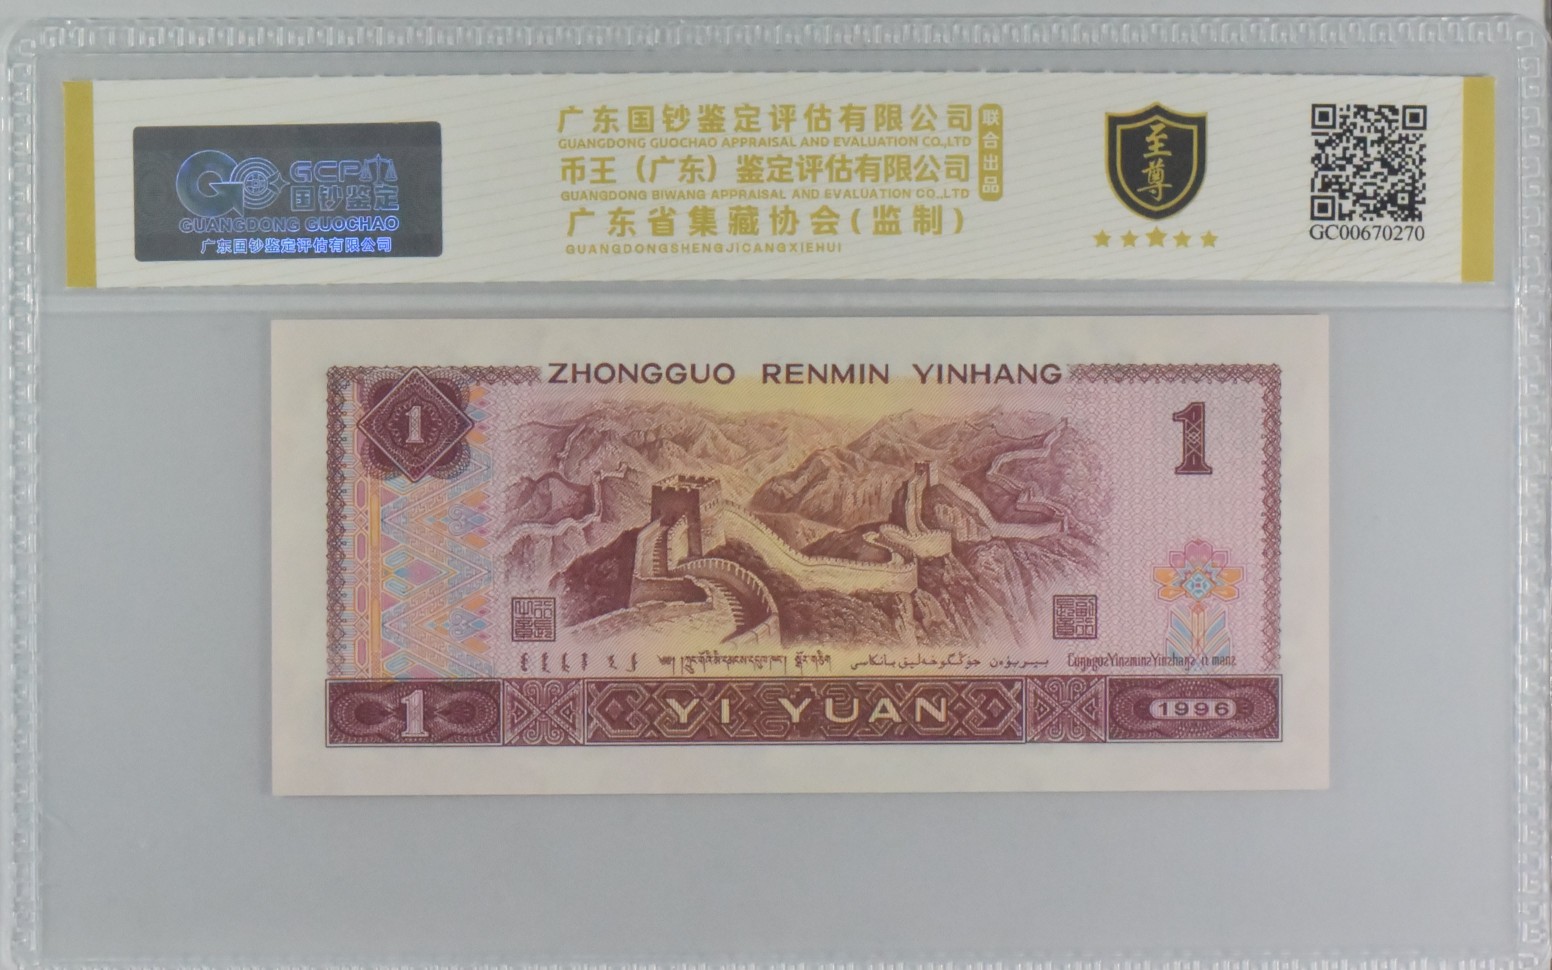 GCP
国钞鉴定
GUANGDONG GUOCHAO
广东国钞鉴定评估有限公司
广东国钞鉴定评估有限公司
GUANGDONG GUOCHAO APPRAISAL AND EVALUATION CO.,LTD
币王（广东）鉴定评估有限公司
GUANGDONG BIWANG APPRAISAL AND EVALUATION CO.,LTD
联合出品
广东省集藏协会(监制)
GUANGDONGSHENGJICANGXIEHUI
至尊
GC00670270
ZHONGGUO RENMIN YINHANG
1
1
1
YI YUAN
1996